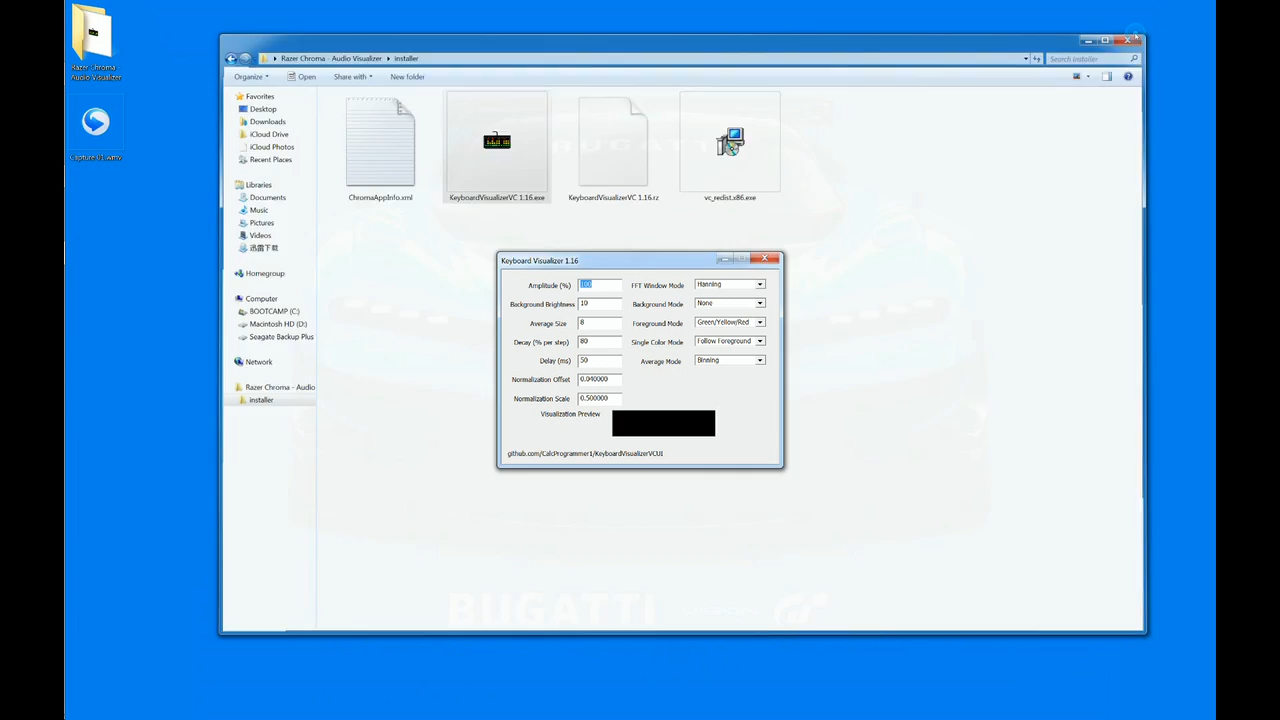 Razer Chroma -
Audio Visualizer
Capture 01.wmv
Razer Chroma - Audio Visualizer
installer
Search installer
Organize
Open
Share with
New folder
Favorites
Desktop
Downloads
iCloud Drive
iCloud Photos
Recent Places
Libraries
Documents
Music
Pictures
Videos
迅雷下载
Homegroup
Computer
BOOTCAMP (C:)
Macintosh HD (D:)
Seagate Backup Plus
Network
Razer Chroma - Audio
installer
ChromaAppInfo.xml
KeyboardVisualizerVC 1.16.exe
KeyboardVisualizerVC 1.16.rz
vc_redist.x86.exe
BUGATTI
Keyboard Visualizer 1.16
Amplitude (%) 100 FFT Window Mode Hanning
Background Brightness 10 Background Mode None
Average Size 8 Foreground Mode Green/Yellow/Red
Decay (% per step) 80 Single Color Mode Follow Foreground
Delay (ms) 50 Average Mode Binning
Normalization Offset 0.040000
Normalization Scale 0.500000
Visualization Preview
github.com/CalcProgrammer1/KeyboardVisualizerVCUI
BUGATTI